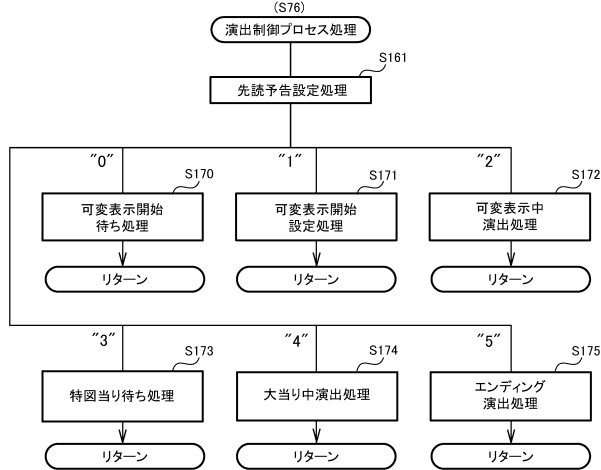 (S76)
演出制御プロセス処理
S161
先読予告設定処理
"0"
"1"
"2"
S170
S171
S172
可変表示開始
待ち処理
可変表示開始
設定処理
可変表示中
演出処理
リターン
リターン
リターン
"3"
"4"
"5"
S173
S174
S175
特図当り待ち処理
大当り中演出処理
エンディング
演出処理
リターン
リターン
リターン